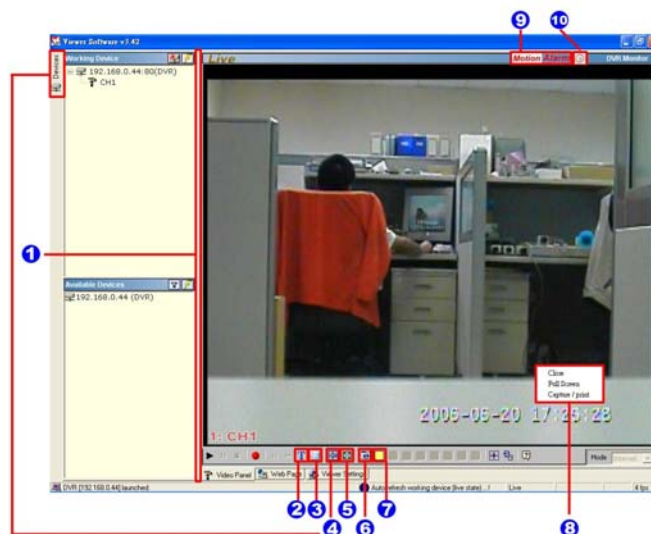 9
10
Viewer Software v7.42
Devices
Working Device
Live
Motion
Alarm
DVR Monitor
192.168.0.44:80(DVR)
CH1
1
Available Devices
192.168.0.44 (DVR)
Close
Full Screen
Capture / print
2006-06-20 17:25:28
1: CH1
Mode
Video Panel
Web Page
Viewer Settings
DVR [192.168.0.44] launched
Auto refresh working device (live state) ...!
Live
4 fps
2
3
4
5
6
7
8